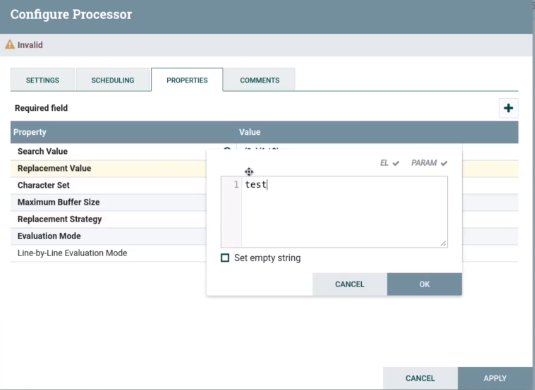 Configure Processor
Invalid
SETTINGS SCHEDULING PROPERTIES COMMENTS
Required field
Property Value
Search Value
Replacement Value
Character Set
Maximum Buffer Size
Replacement Strategy
Evaluation Mode
Line-by-Line Evaluation Mode
EL PARAM
1 test
Set empty string
CANCEL OK
CANCEL APPLY